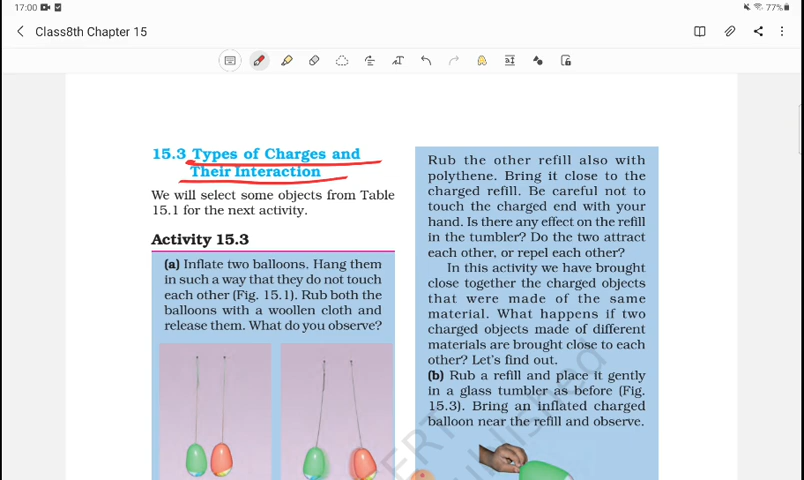 17:00
77%
Class8th Chapter 15
15.3 Types of Charges and
Their Interaction
We will select some objects from Table
15.1 for the next activity.
Activity 15.3
(a) Inflate two balloons. Hang them
in such a way that they do not touch
each other (Fig. 15.1). Rub both the
balloons with a woollen cloth and
release them. What do you observe?
Rub the other refill also with
polythene. Bring it close to the
charged refill. Be careful not to
touch the charged end with your
hand. Is there any effect on the refill
in the tumbler? Do the two attract
each other, or repel each other?
In this activity we have brought
close together the charged objects
that were made of the same
material. What happens if two
charged objects made of different
materials are brought close to each
other? Let's find out.
(b) Rub a refill and place it gently
in a glass tumbler as before (Fig.
15.3). Bring an inflated charged
balloon near the refill and observe.